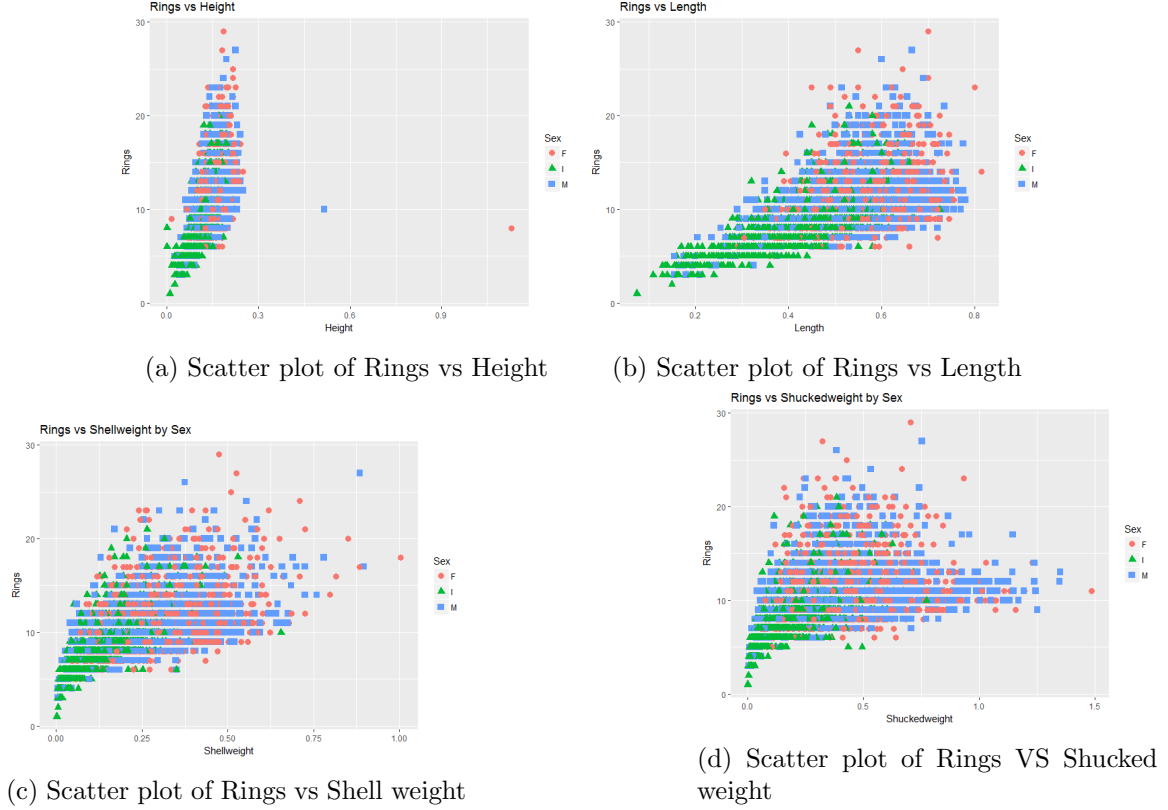 Rings vs Height
30
20
10
0
Rings
0.0 0.3 0.6 0.9
Height
Sex
F
I
M
(a) Scatter plot of Rings vs Height
Rings vs Length
30
20
10
0
Rings
0.2 0.4 0.6 0.8
Length
Sex
F
I
M
(b) Scatter plot of Rings vs Length
Rings vs Shellweight by Sex
30
20
10
0
Rings
0.00 0.25 0.50 0.75 1.00
Shellweight
Sex
F
I
M
(c) Scatter plot of Rings vs Shell weight
Rings vs Shuckedweight by Sex
30
20
10
0
Rings
0.0 0.5 1.0 1.5
Shuckedweight
Sex
F
I
M
(d) Scatter plot of Rings VS Shucked
weight